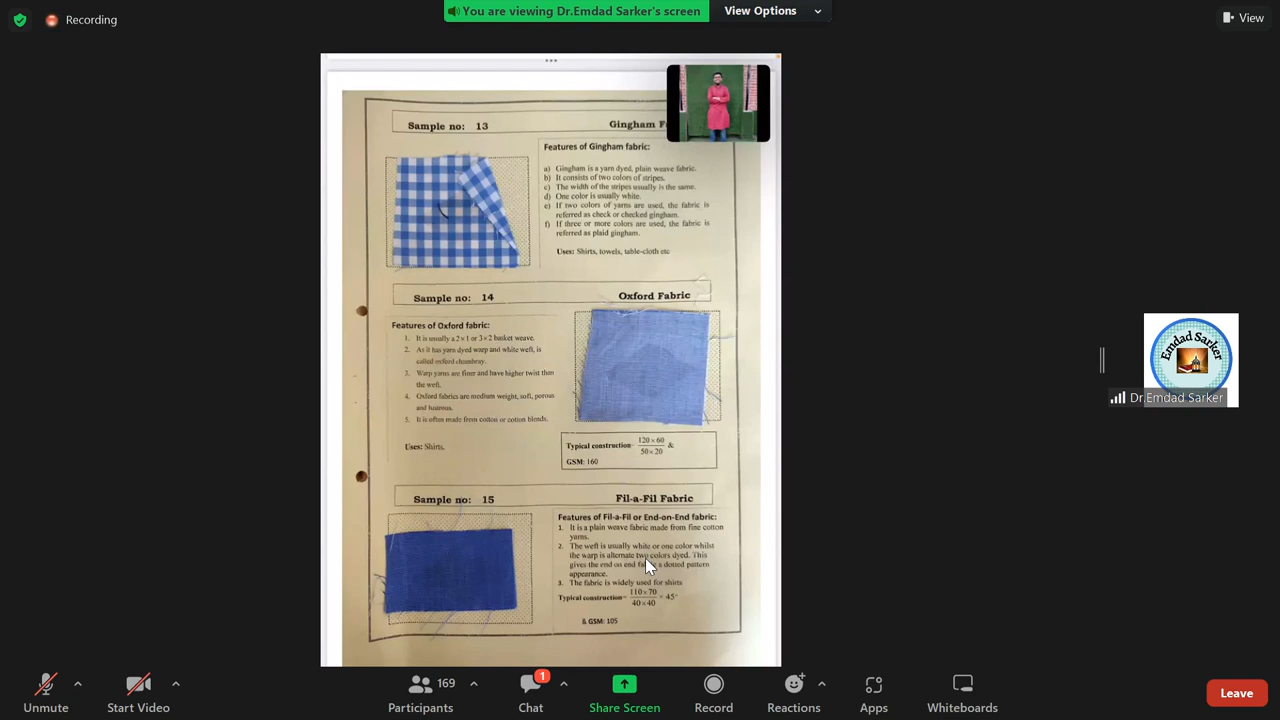 Recording
You are viewing Dr.Emdad Sarker's screen
View Options
View
Sample no: 13
Gingham
Features of Gingham fabric:
a) Gingham is a yarn dyed, plain weave fabric.
b) It consists of two colors of stripes.
c) The width of the stripes usually is the same.
d) One color is usually white.
e) If two colors of yarns are used, the fabric is
referred as check or checked gingham.
f) If three or more colors are used, the fabric is
referred as plaid gingham.
Uses: Shirts, towels, table-cloth etc
Sample no: 14
Oxford Fabric
Features of Oxford fabric:
1. It is usually a 2×1 or 3×2 basket weave.
2. As it has yarn dyed warp and white weft, is
called oxford chambray.
3. Warp yarns are finer and have higher twist than
the weft.
4. Oxford fabrics are medium weight, soft, porous
and lustrous.
5. It is often made from cotton or cotton blends.
Uses: Shirts.
Typical construction= 120×60 &
50×20
GSM: 160
Sample no: 15
Fil-a-Fil Fabric
Features of Fil-a-Fil or End-on-End fabric:
1. It is a plain weave fabric made from fine cotton
yarns.
2. The weft is usually white or one color whilst
the warp is alternate two colors dyed. This
gives the end on end a dotted pattern
appearance.
3. The fabric is widely used for shirts
Typical construction= 110×70 × 45"
40×40
& GSM: 105
Emdad Sarker
Dr.Emdad Sarker
Unmute
Start Video
169
Participants
1
Chat
Share Screen
Record
Reactions
Apps
Whiteboards
Leave